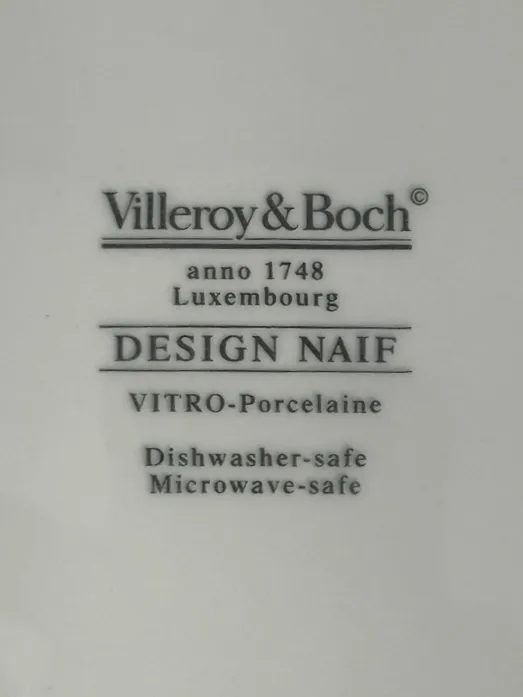 Villeroy & Boch©
anno 1748
Luxembourg
DESIGN NAIF
VITRO-Porcelaine
Dishwasher-safe
Microwave-safe